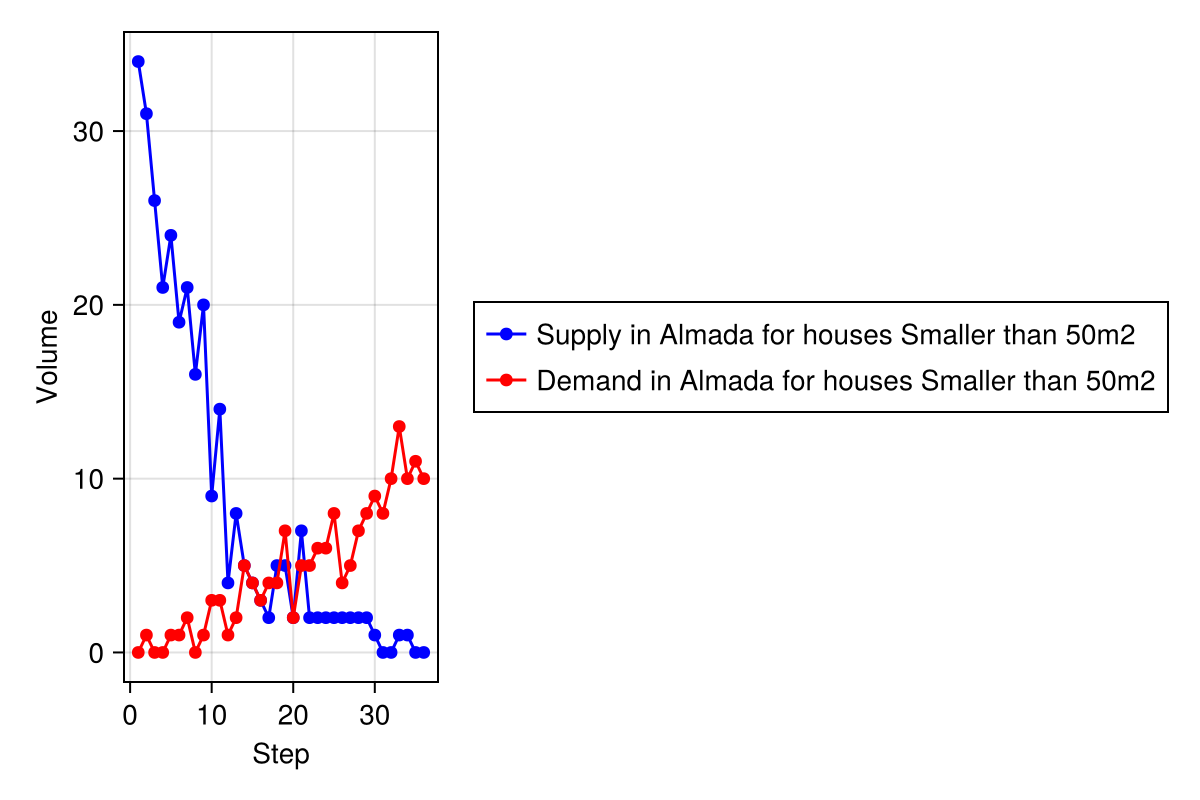 30
20
10
0
Volume
0 10 20 30
Step
Supply in Almada for houses Smaller than 50m2
Demand in Almada for houses Smaller than 50m2